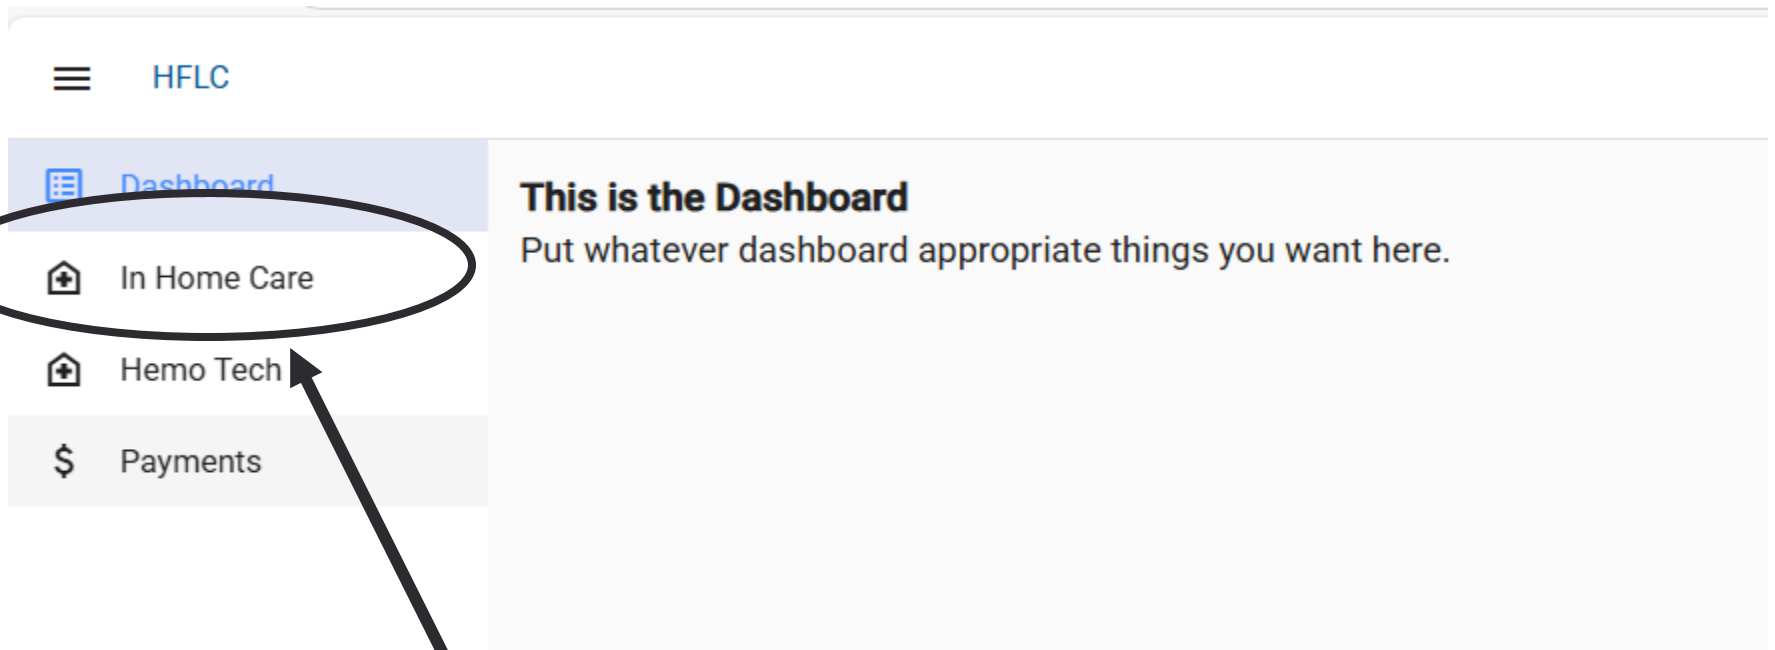 HFLC
Dashboard
In Home Care
Hemo Tech
$ Payments
This is the Dashboard
Put whatever dashboard appropriate things you want here.